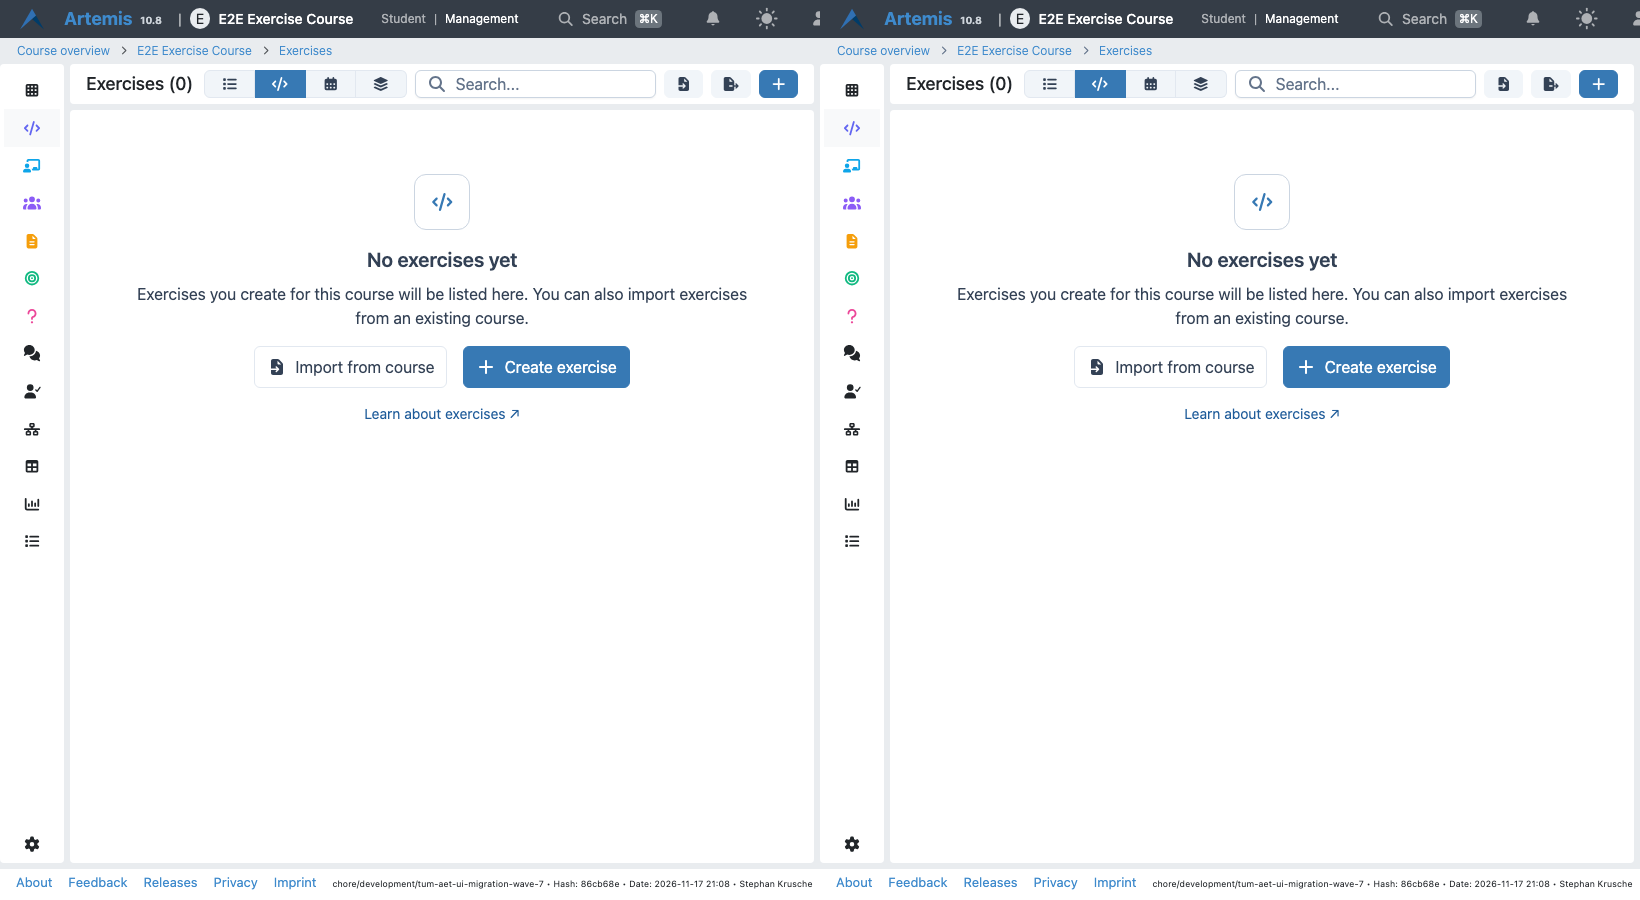 Artemis 10.8 | E E2E Exercise Course Student | Management Search ⌘K
Course overview > E2E Exercise Course > Exercises
Exercises (0) Search...
No exercises yet
Exercises you create for this course will be listed here. You can also import exercises
from an existing course.
Import from course Create exercise
Learn about exercises ↗
About Feedback Releases Privacy Imprint chore/development/tum-aet-ui-migration-wave-7 • Hash: 86cb68e • Date: 2026-11-17 21:08 • Stephan Krusche
Artemis 10.8 | E E2E Exercise Course Student | Management Search ⌘K
Course overview > E2E Exercise Course > Exercises
Exercises (0) Search...
No exercises yet
Exercises you create for this course will be listed here. You can also import exercises
from an existing course.
Import from course Create exercise
Learn about exercises ↗
About Feedback Releases Privacy Imprint chore/development/tum-aet-ui-migration-wave-7 • Hash: 86cb68e • Date: 2026-11-17 21:08 • Stephan Krusche